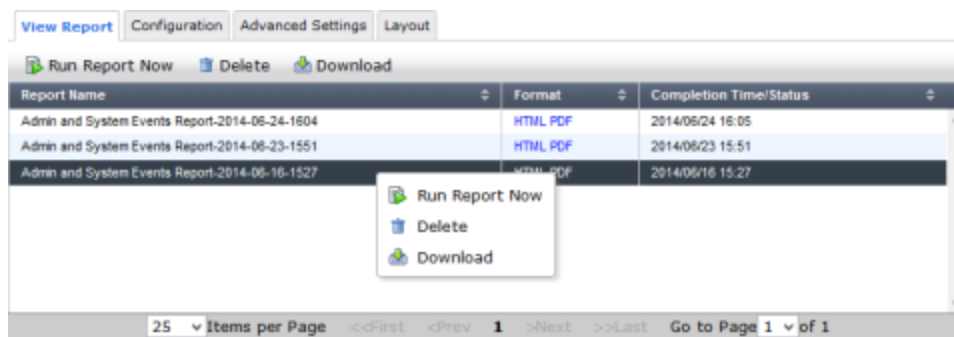 View Report Configuration Advanced Settings Layout
Run Report Now Delete Download
Report Name Format Completion Time/Status
Admin and System Events Report-2014-06-24-1604 HTML PDF 2014/06/24 16:05
Admin and System Events Report-2014-06-23-1551 HTML PDF 2014/06/23 15:51
Admin and System Events Report-2014-06-16-1527 HTML PDF 2014/06/16 15:27
Run Report Now
Delete
Download
25 Items per Page <<First <Prev 1 >Next >>Last Go to Page 1 of 1